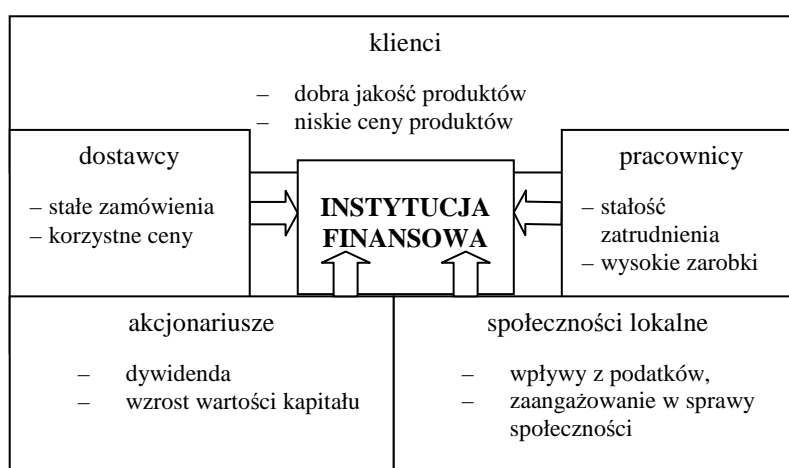 klienci
– dobra jakość produktów
– niskie ceny produktów
dostawcy
– stałe zamówienia
– korzystne ceny
INSTYTUCJA
FINANSOWA
pracownicy
– stałość
zatrudnienia
– wysokie zarobki
akcjonariusze
– dywidenda
– wzrost wartości kapitału
społeczności lokalne
– wpływy z podatków,
– zaangażowanie w sprawy
społeczności